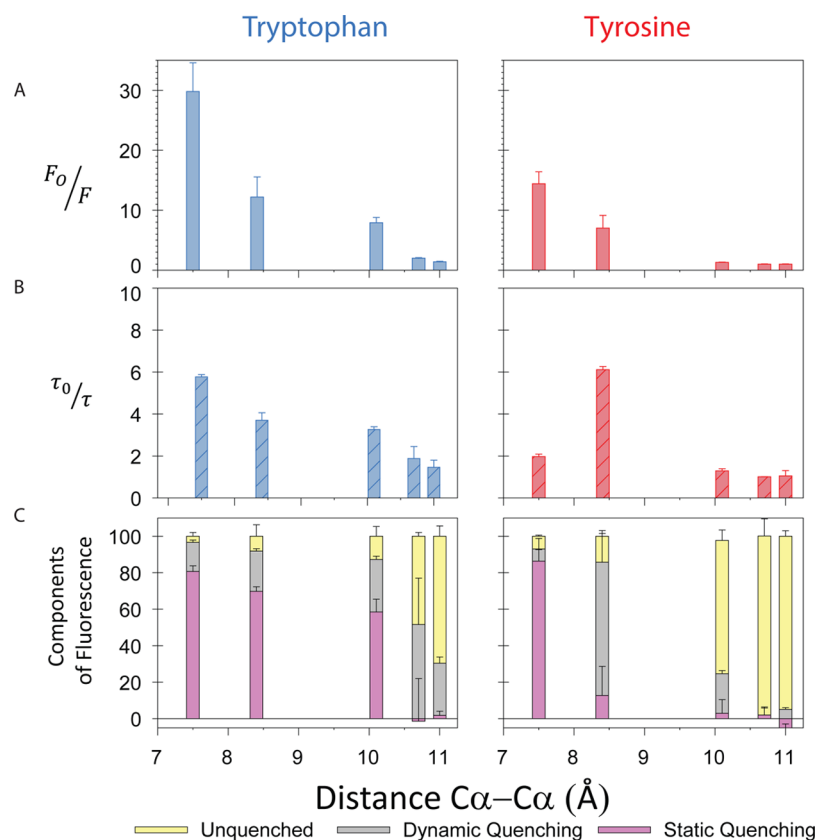 Tryptophan Tyrosine
A
30
20
10
0
Fₒ/F
B
10
8
6
4
2
0
τ₀/τ
C
100
80
60
40
20
0
Components
of Fluorescence
7 8 9 10 11 7 8 9 10 11
Distance Cα–Cα (Å)
Unquenched Dynamic Quenching Static Quenching